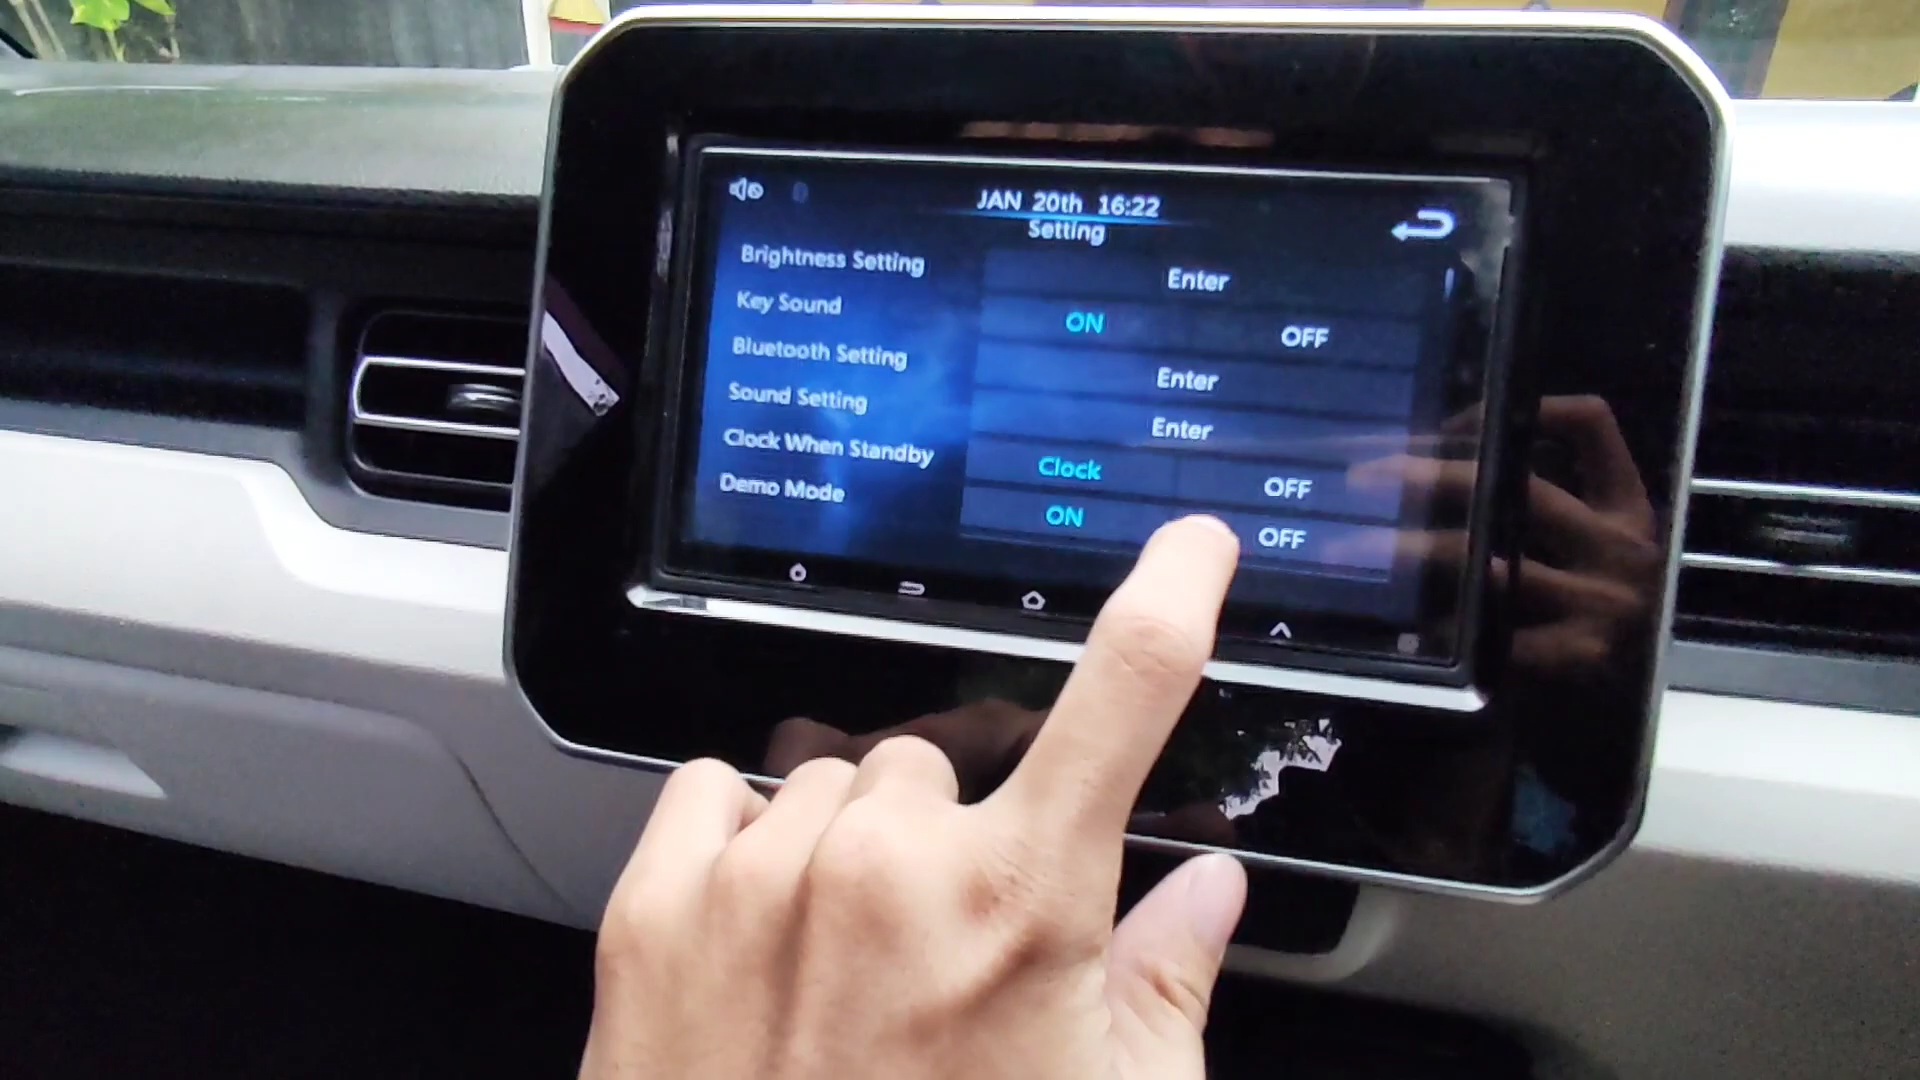 JAN 20th 16:22
Setting
Brightness Setting Enter
Key Sound ON OFF
Bluetooth Setting Enter
Sound Setting Enter
Clock When Standby Clock OFF
Demo Mode ON OFF